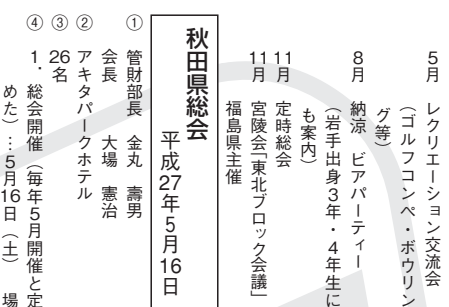 5月 レクリエーション交流会
（ゴルフコンペ・ボウリン
グ等）
8月 納涼 ビアパーティー
（岩手出身3年・4年生に
も案内）
11月 定時総会
11月 宮陵会「東北ブロック会議」
福島県主催
秋田県総会 平成27年5月16日
① 管財部長 金丸 壽男
会長 大場 憲治
② アキタパークホテル
③ 26名
④ 1．総会開催（毎年5月開催と定
めた）…5月16日（土） 場